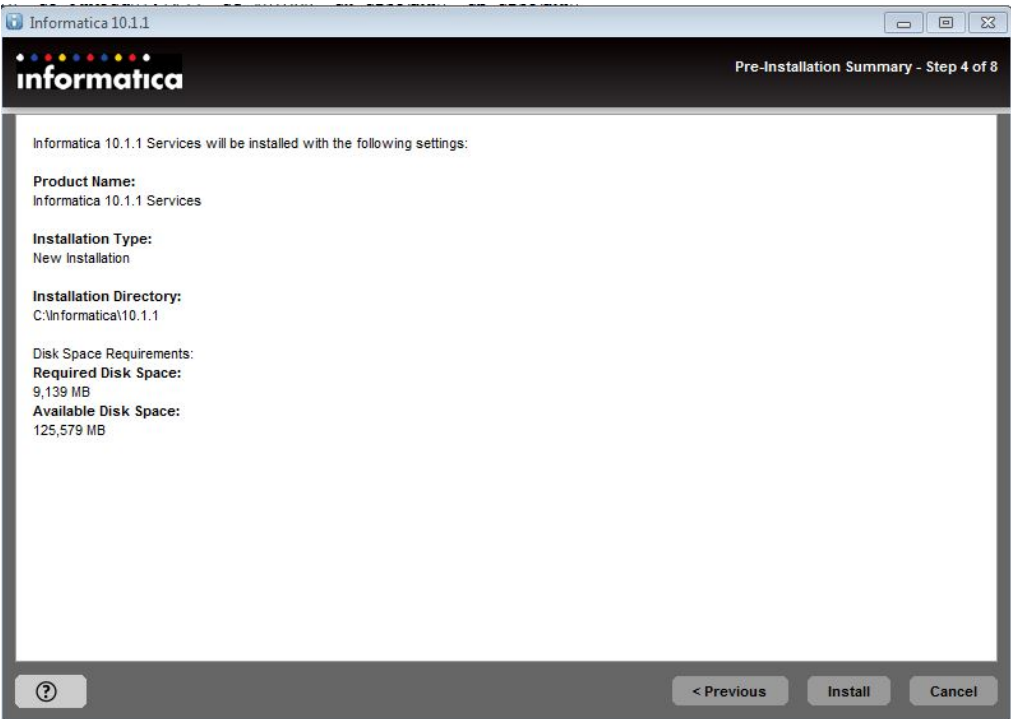 Informatica 10.1.1
informatica
Pre-Installation Summary - Step 4 of 8
Informatica 10.1.1 Services will be installed with the following settings:
Product Name:
Informatica 10.1.1 Services
Installation Type:
New Installation
Installation Directory:
C:\Informatica\10.1.1
Disk Space Requirements:
Required Disk Space:
9,139 MB
Available Disk Space:
125,579 MB
?
< Previous
Install
Cancel